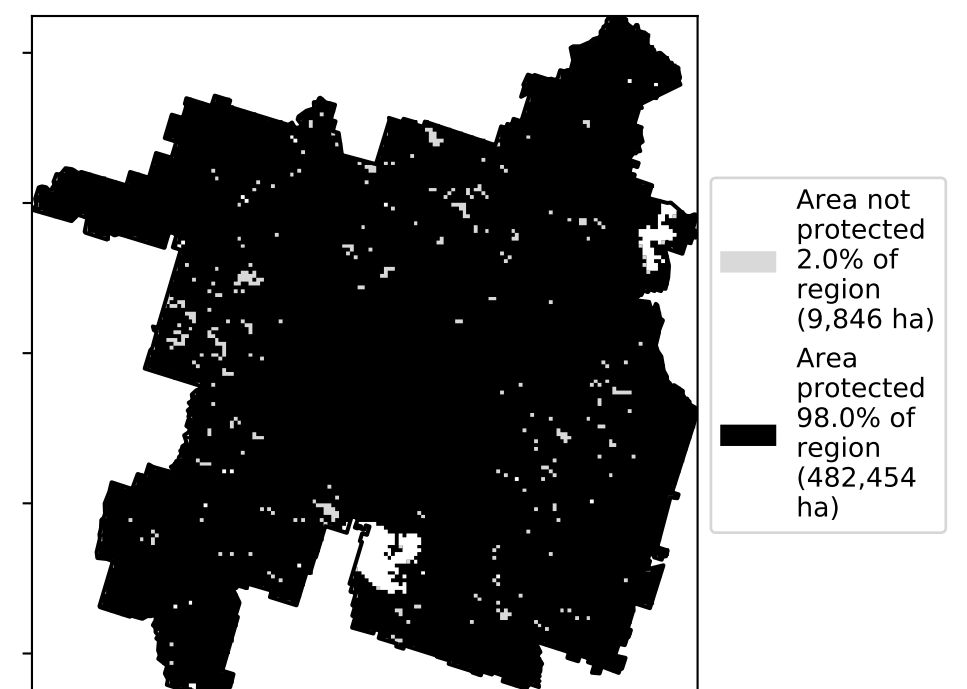 Area not
protected
2.0% of
region
(9,846 ha)
Area
protected
98.0% of
region
(482,454
ha)